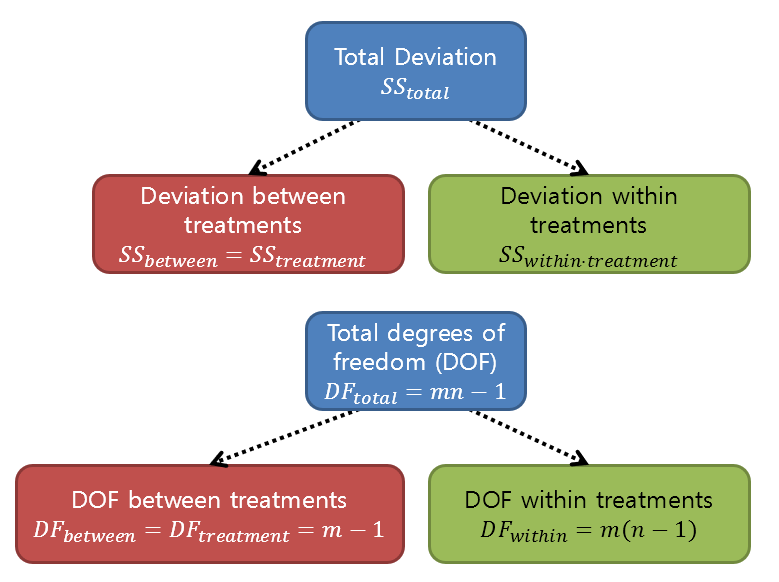 Total Deviation
$SS_{total}$
Deviation between
treatments
$SS_{between} = SS_{treatment}$
Deviation within
treatments
$SS_{within·treatment}$
Total degrees of
freedom (DOF)
$DF_{total} = mn - 1$
DOF between treatments
$DF_{between} = DF_{treatment} = m - 1$
DOF within treatments
$DF_{within} = m(n - 1)$